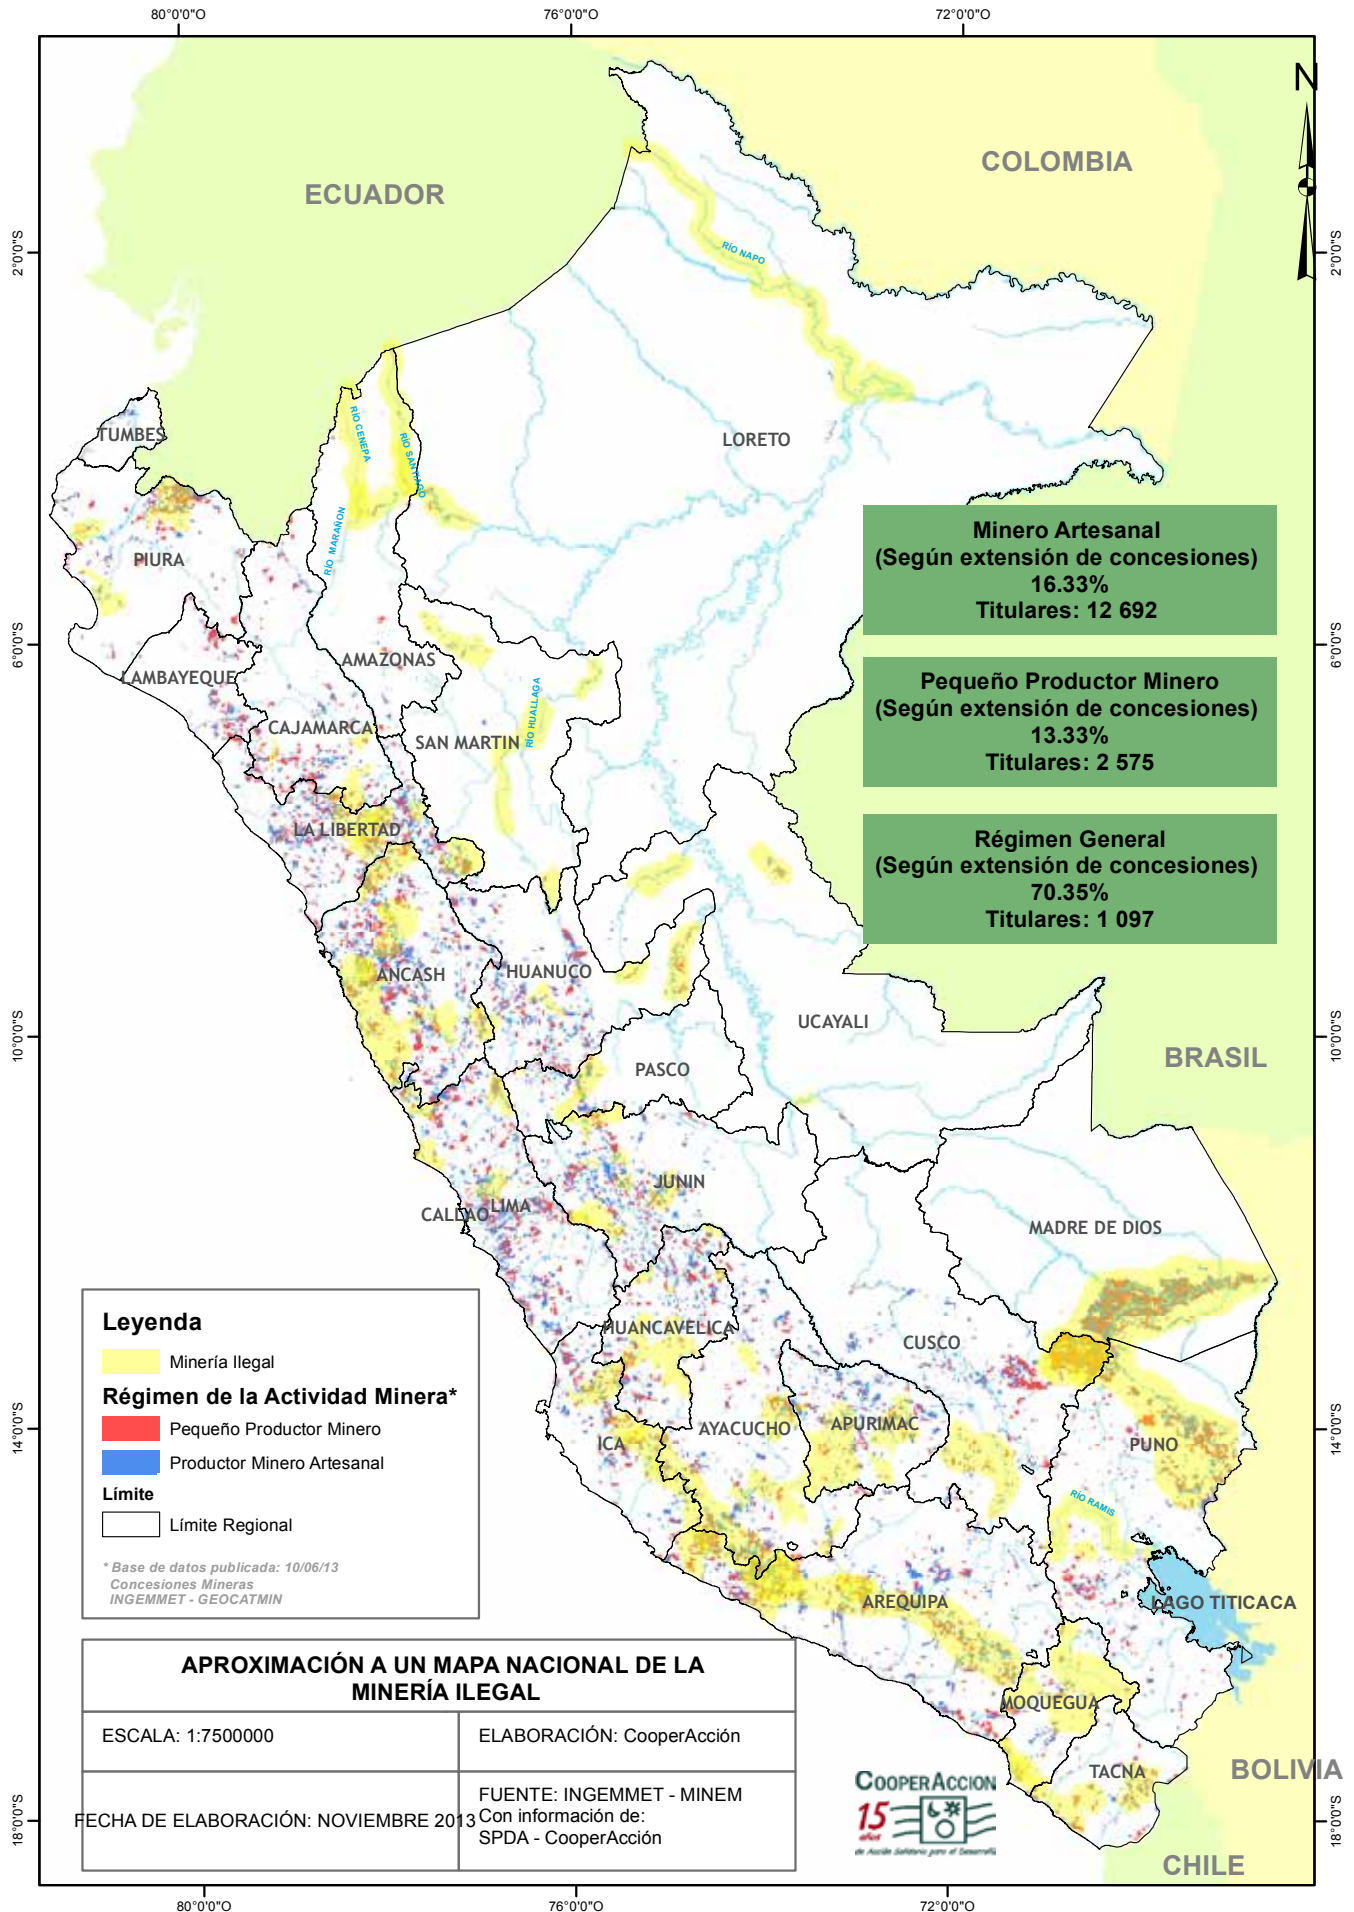 80°0'0"O
76°0'0"O
72°0'0"O
N
COLOMBIA
ECUADOR
2°0'0"S
2°0'0"S
RÍO NAPO
RÍO CENEPA
RÍO SANTIAGO
TUMBES
LORETO
RÍO MARAÑON
PIURA
Minero Artesanal
(Según extensión de concesiones)
16.33%
Titulares: 12 692
6°0'0"S
6°0'0"S
AMAZONAS
LAMBAYEQUE
RÍO HUALLAGA
Pequeño Productor Minero
(Según extensión de concesiones)
13.33%
Titulares: 2 575
CAJAMARCA
SAN MARTIN
LA LIBERTAD
Régimen General
(Según extensión de concesiones)
70.35%
Titulares: 1 097
ANCASH
HUANUCO
UCAYALI
10°0'0"S
10°0'0"S
BRASIL
PASCO
JUNIN
LIMA
CALLAO
MADRE DE DIOS
HUANCAVELICA
CUSCO
AYACUCHO
APURIMAC
ICA
PUNO
14°0'0"S
14°0'0"S
RÍO RAMIS
AREQUIPA
LAGO TITICACA
MOQUEGUA
TACNA
BOLIVIA
18°0'0"S
18°0'0"S
CHILE
Leyenda
Minería Ilegal
Régimen de la Actividad Minera*
Pequeño Productor Minero
Productor Minero Artesanal
Límite
Límite Regional
* Base de datos publicada: 10/06/13
Concesiones Mineras
INGEMMET - GEOCATMIN
APROXIMACIÓN A UN MAPA NACIONAL DE LA
MINERÍA ILEGAL
ESCALA: 1:7500000
ELABORACIÓN: CooperAcción
FECHA DE ELABORACIÓN: NOVIEMBRE 2013
FUENTE: INGEMMET - MINEM
Con información de:
SPDA - CooperAcción
COOPERACCION
15
años
de Acción Solidaria para el Desarrollo
80°0'0"O
76°0'0"O
72°0'0"O